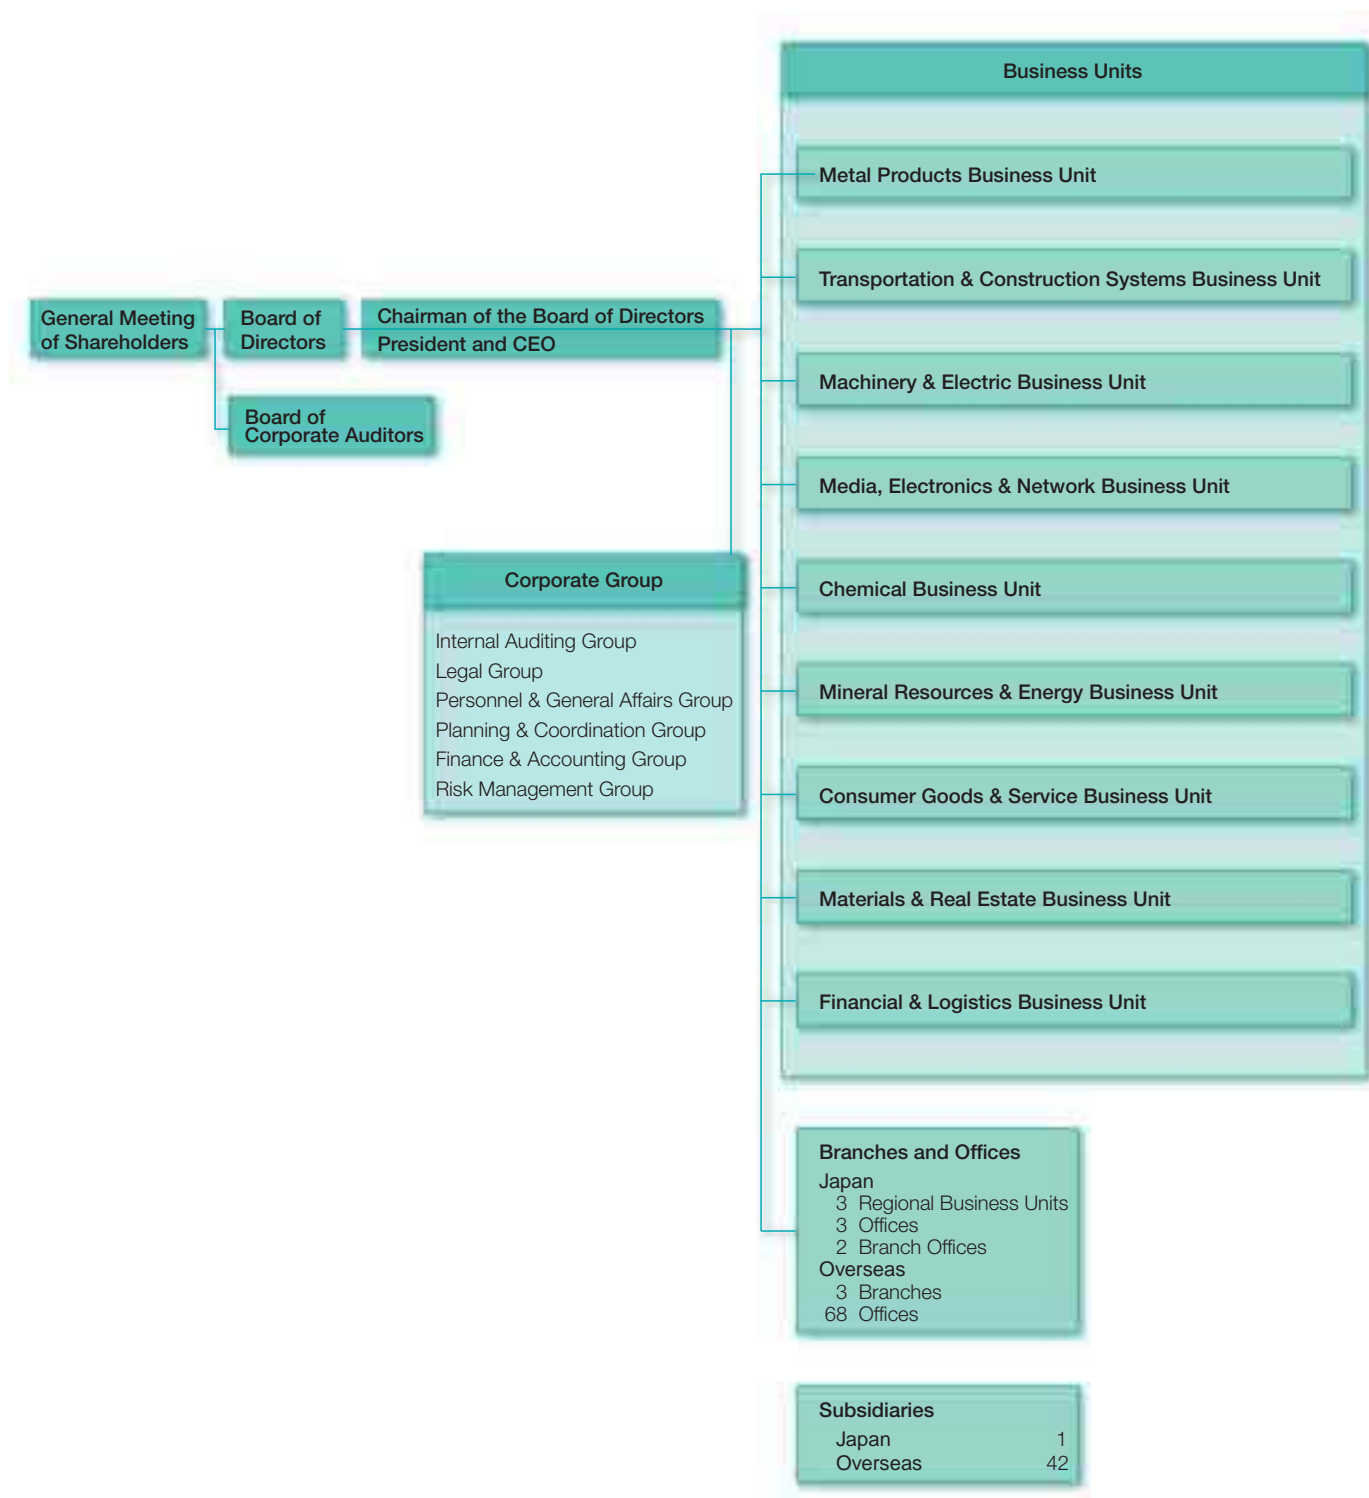 General Meeting
of Shareholders
Board of
Directors
Chairman of the Board of Directors
President and CEO
Board of
Corporate Auditors
Corporate Group
Internal Auditing Group
Legal Group
Personnel & General Affairs Group
Planning & Coordination Group
Finance & Accounting Group
Risk Management Group
Business Units
Metal Products Business Unit
Transportation & Construction Systems Business Unit
Machinery & Electric Business Unit
Media, Electronics & Network Business Unit
Chemical Business Unit
Mineral Resources & Energy Business Unit
Consumer Goods & Service Business Unit
Materials & Real Estate Business Unit
Financial & Logistics Business Unit
Branches and Offices
Japan
3 Regional Business Units
3 Offices
2 Branch Offices
Overseas
3 Branches
68 Offices
Subsidiaries
Japan 1
Overseas 42